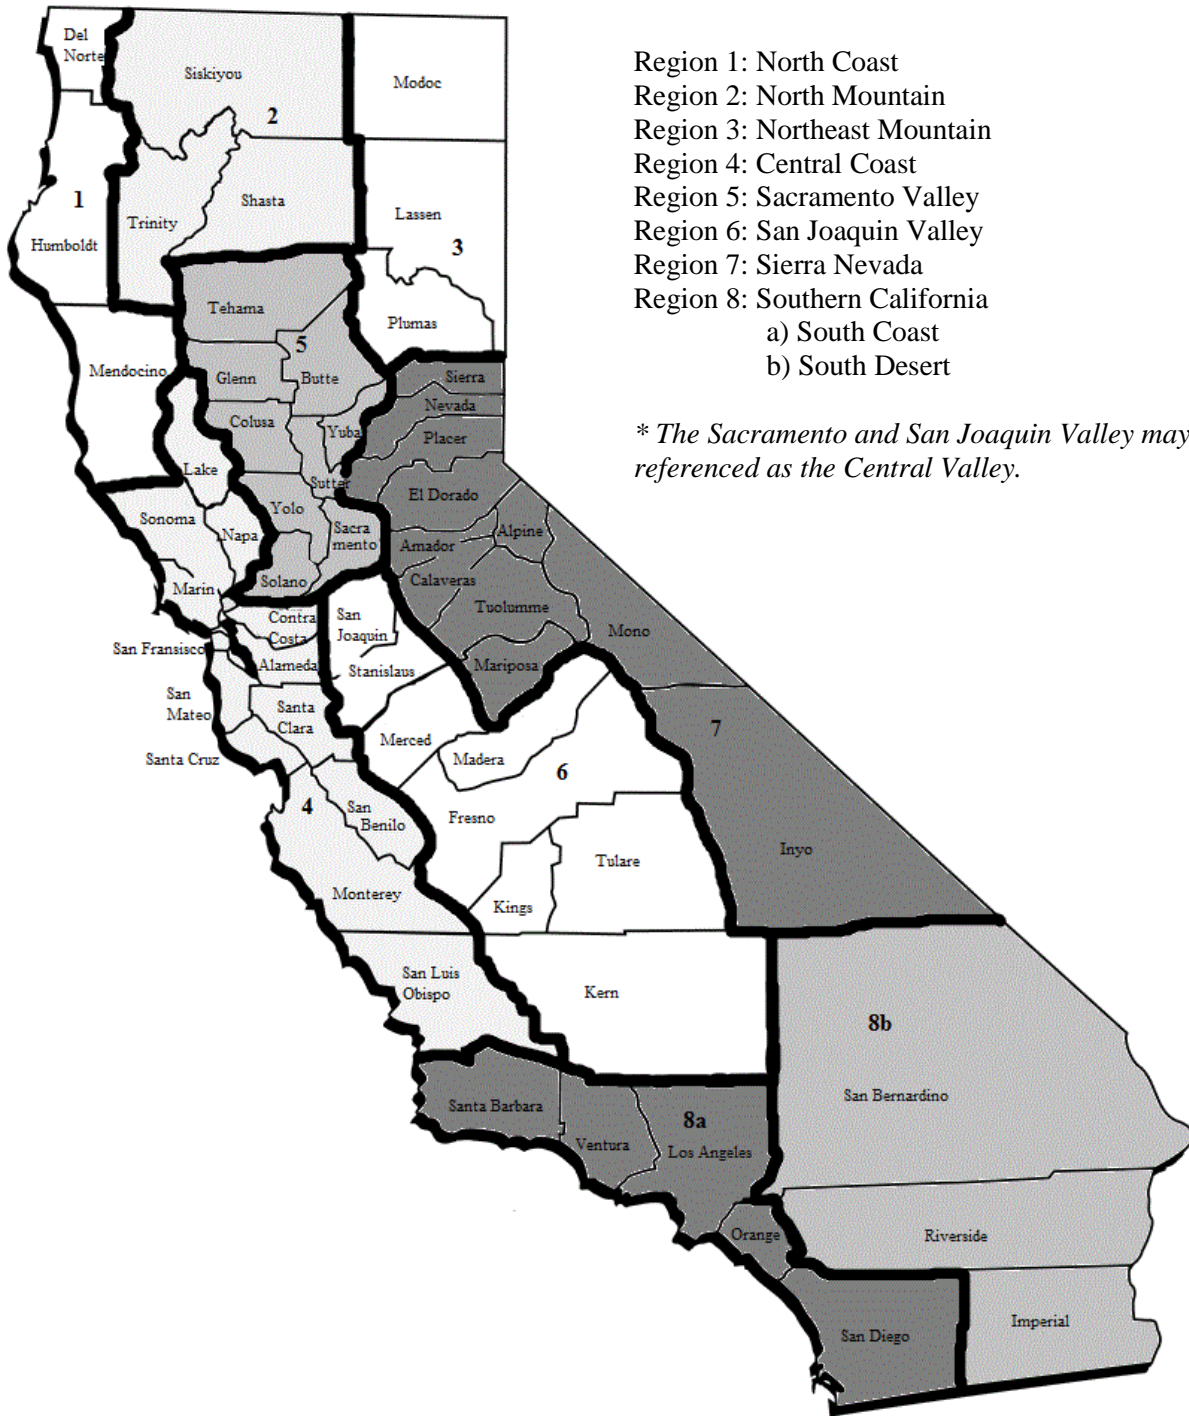 Del
Norte
Siskiyou
Modoc
2
1
Humboldt
Trinity
Shasta
Lassen
3
Tehama
Plumas
5
Mendocino
Glenn
Butte
Sierra
Nevada
Colusa
Yuba
Placer
Lake
Sutter
El Dorado
Yolo
Sonoma
Napa
Sacra
mento
Alpine
Amador
Solano
Calaveras
Marin
Tuolumme
Contra
Costa
San
Joaquin
Mono
San Fransisco
Alameda
Stanislaus
Mariposa
San
Mateo
Santa
Clara
7
Merced
Santa Cruz
Madera
6
4
San
Benilo
Fresno
Inyo
Tulare
Monterey
Kings
San Luis
Obispo
Kern
8b
San Bernardino
Santa Barbara
8a
Ventura
Los Angeles
Orange
Riverside
San Diego
Imperial
Region 1: North Coast
Region 2: North Mountain
Region 3: Northeast Mountain
Region 4: Central Coast
Region 5: Sacramento Valley
Region 6: San Joaquin Valley
Region 7: Sierra Nevada
Region 8: Southern California
a) South Coast
b) South Desert
* The Sacramento and San Joaquin Valley may
referenced as the Central Valley.